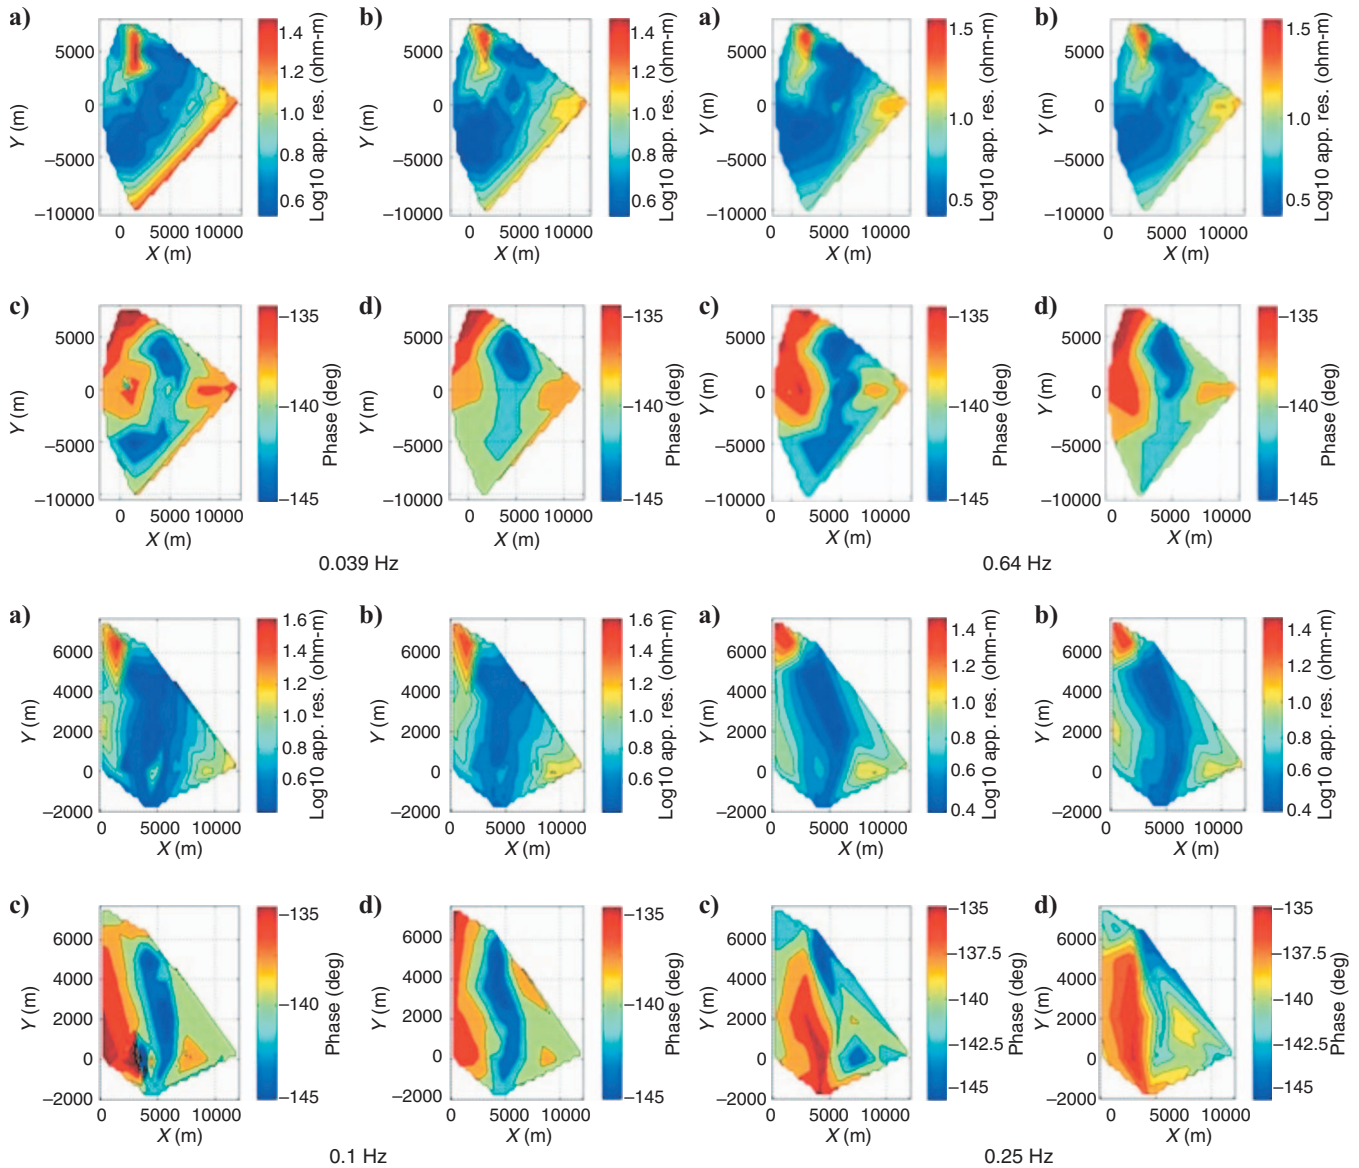 a) b) a) b)
5000 0 −5000 −10000 Y (m) 0 5000 10000 X (m) 1.4 1.2 1.0 0.8 0.6 Log10 app. res. (ohm-m)
5000 0 −5000 −10000 Y (m) 0 5000 10000 X (m) 1.4 1.2 1.0 0.8 0.6 Log10 app. res. (ohm-m)
5000 0 −5000 −10000 Y (m) 0 5000 10000 X (m) 1.5 1.0 0.5 Log10 app. res. (ohm-m)
5000 0 −5000 −10000 Y (m) 0 5000 10000 X (m) 1.5 1.0 0.5 Log10 app. res. (ohm-m)
c) d) c) d)
5000 0 −5000 −10000 Y (m) 0 5000 10000 X (m) −135 −140 −145 Phase (deg)
5000 0 −5000 −10000 Y (m) 0 5000 10000 X (m) −135 −140 −145 Phase (deg)
5000 0 −5000 −10000 Y (m) 0 5000 10000 X (m) −135 −140 −145 Phase (deg)
5000 0 −5000 −10000 Y (m) 0 5000 10000 X (m) −135 −140 −145 Phase (deg)
0.039 Hz 0.64 Hz
a) b) a) b)
6000 4000 2000 0 −2000 Y (m) 0 5000 10000 X (m) 1.6 1.4 1.2 1.0 0.8 0.6 Log10 app. res. (ohm-m)
6000 4000 2000 0 −2000 Y (m) 0 5000 10000 X (m) 1.6 1.4 1.2 1.0 0.8 0.6 Log10 app. res. (ohm-m)
6000 4000 2000 0 −2000 Y (m) 0 5000 10000 X (m) 1.4 1.2 1.0 0.8 0.6 0.4 Log10 app. res. (ohm-m)
6000 4000 2000 0 −2000 Y (m) 0 5000 10000 X (m) 1.4 1.2 1.0 0.8 0.6 0.4 Log10 app. res. (ohm-m)
c) d) c) d)
6000 4000 2000 0 −2000 Y (m) 0 5000 10000 X (m) −135 −140 −145 Phase (deg)
6000 4000 2000 0 −2000 Y (m) 0 5000 10000 X (m) −135 −140 −145 Phase (deg)
6000 4000 2000 0 −2000 Y (m) 0 5000 10000 X (m) −135 −137.5 −140 −142.5 −145 Phase (deg)
6000 4000 2000 0 −2000 Y (m) 0 5000 10000 X (m) −135 −137.5 −140 −142.5 −145 Phase (deg)
0.1 Hz 0.25 Hz